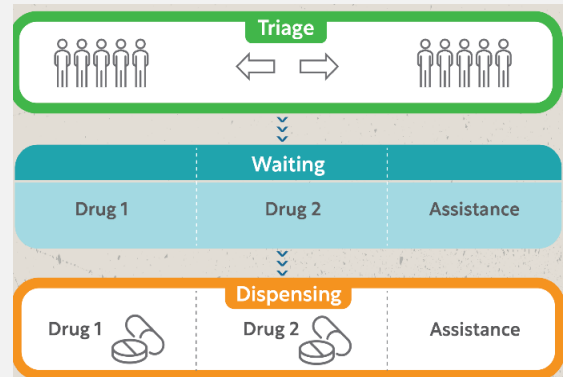 Triage
Waiting
Drug 1 Drug 2 Assistance
Dispensing
Drug 1 Drug 2 Assistance